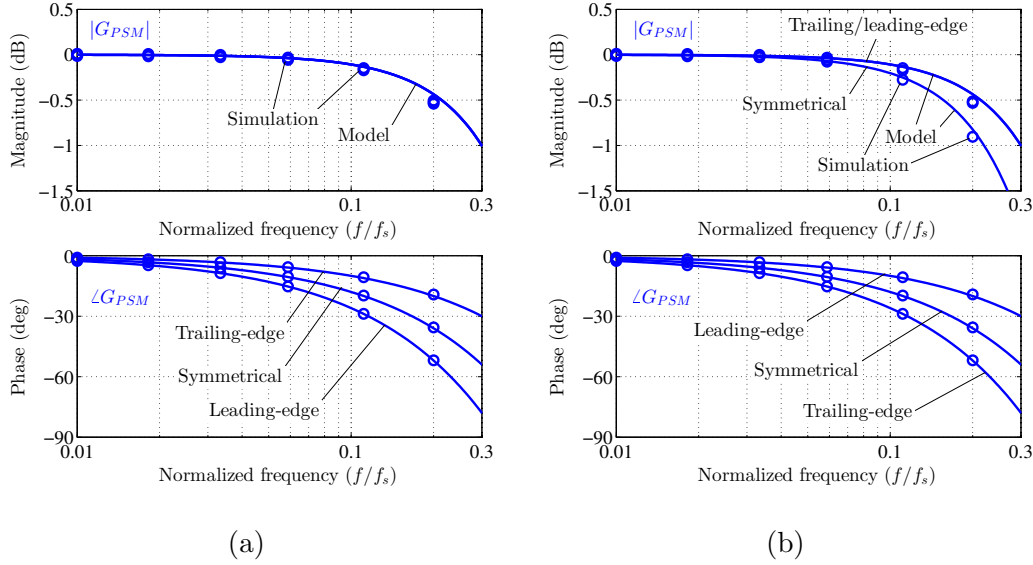 |G_PSM|
Magnitude (dB)
0.5
0
−0.5
−1
−1.5
Simulation
Model
0.01
0.1
0.3
Normalized frequency (f/f_s)
∠G_PSM
Phase (deg)
0
−30
−60
−90
Trailing-edge
Symmetrical
Leading-edge
0.01
0.1
0.3
Normalized frequency (f/f_s)
(a)
|G_PSM|
Magnitude (dB)
0.5
0
−0.5
−1
−1.5
Trailing/leading-edge
Symmetrical
Model
Simulation
0.01
0.1
0.3
Normalized frequency (f/f_s)
∠G_PSM
Phase (deg)
0
−30
−60
−90
Leading-edge
Symmetrical
Trailing-edge
0.01
0.1
0.3
Normalized frequency (f/f_s)
(b)